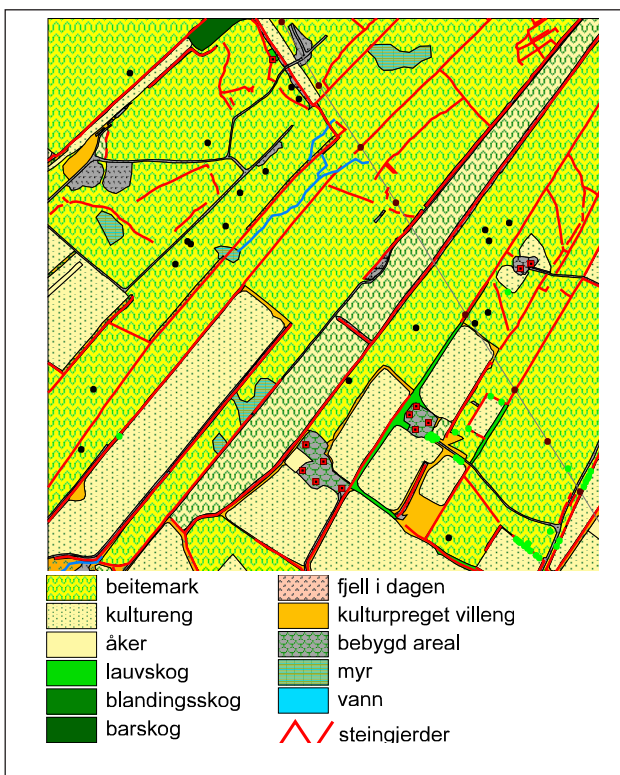 beitemark
kultureng
åker
lauvskog
blandingsskog
barskog
fjell i dagen
kulturpreget villeng
bebygd areal
myr
vann
steingjerder